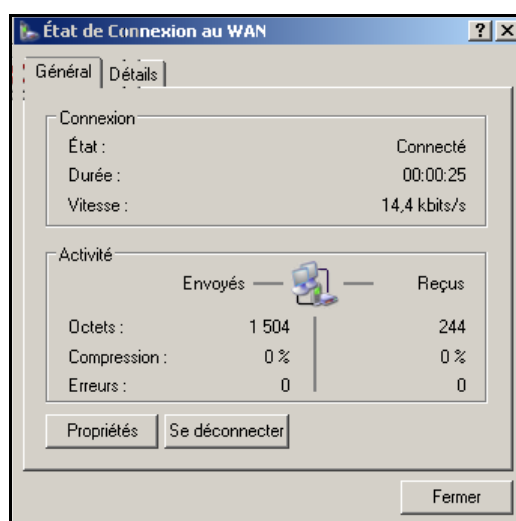 État de Connexion au WAN
Général Détails
Connexion
État : Connecté
Durée : 00:00:25
Vitesse : 14,4 kbits/s
Activité
Envoyés Reçus
Octets : 1 504 244
Compression : 0 % 0 %
Erreurs : 0 0
Propriétés Se déconnecter
Fermer